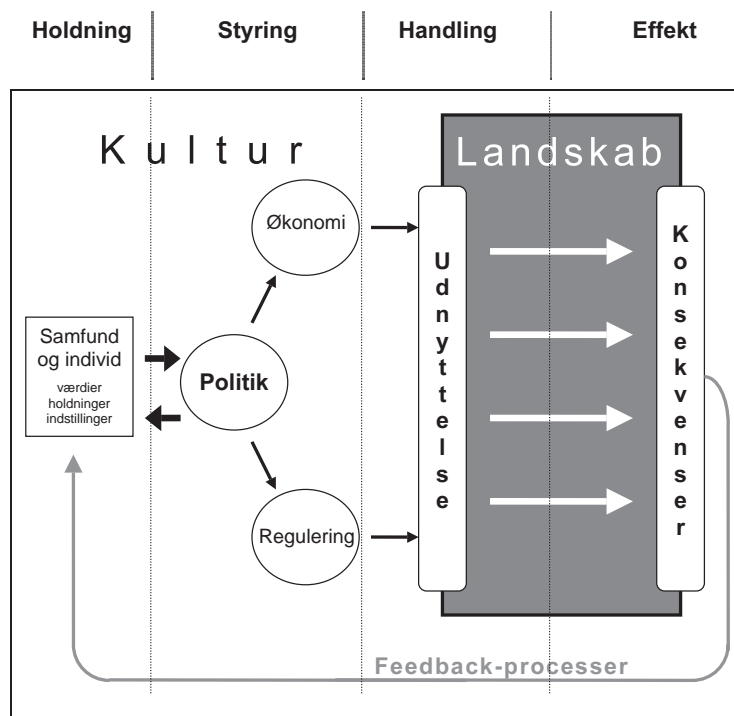 Holdning Styring Handling Effekt
Kultur Landskab
Økonomi
Samfund
og individ
værdier
holdninger
indstillinger
Politik
Regulering
Udnyttelse
Konsekvenser
Feedback-processer